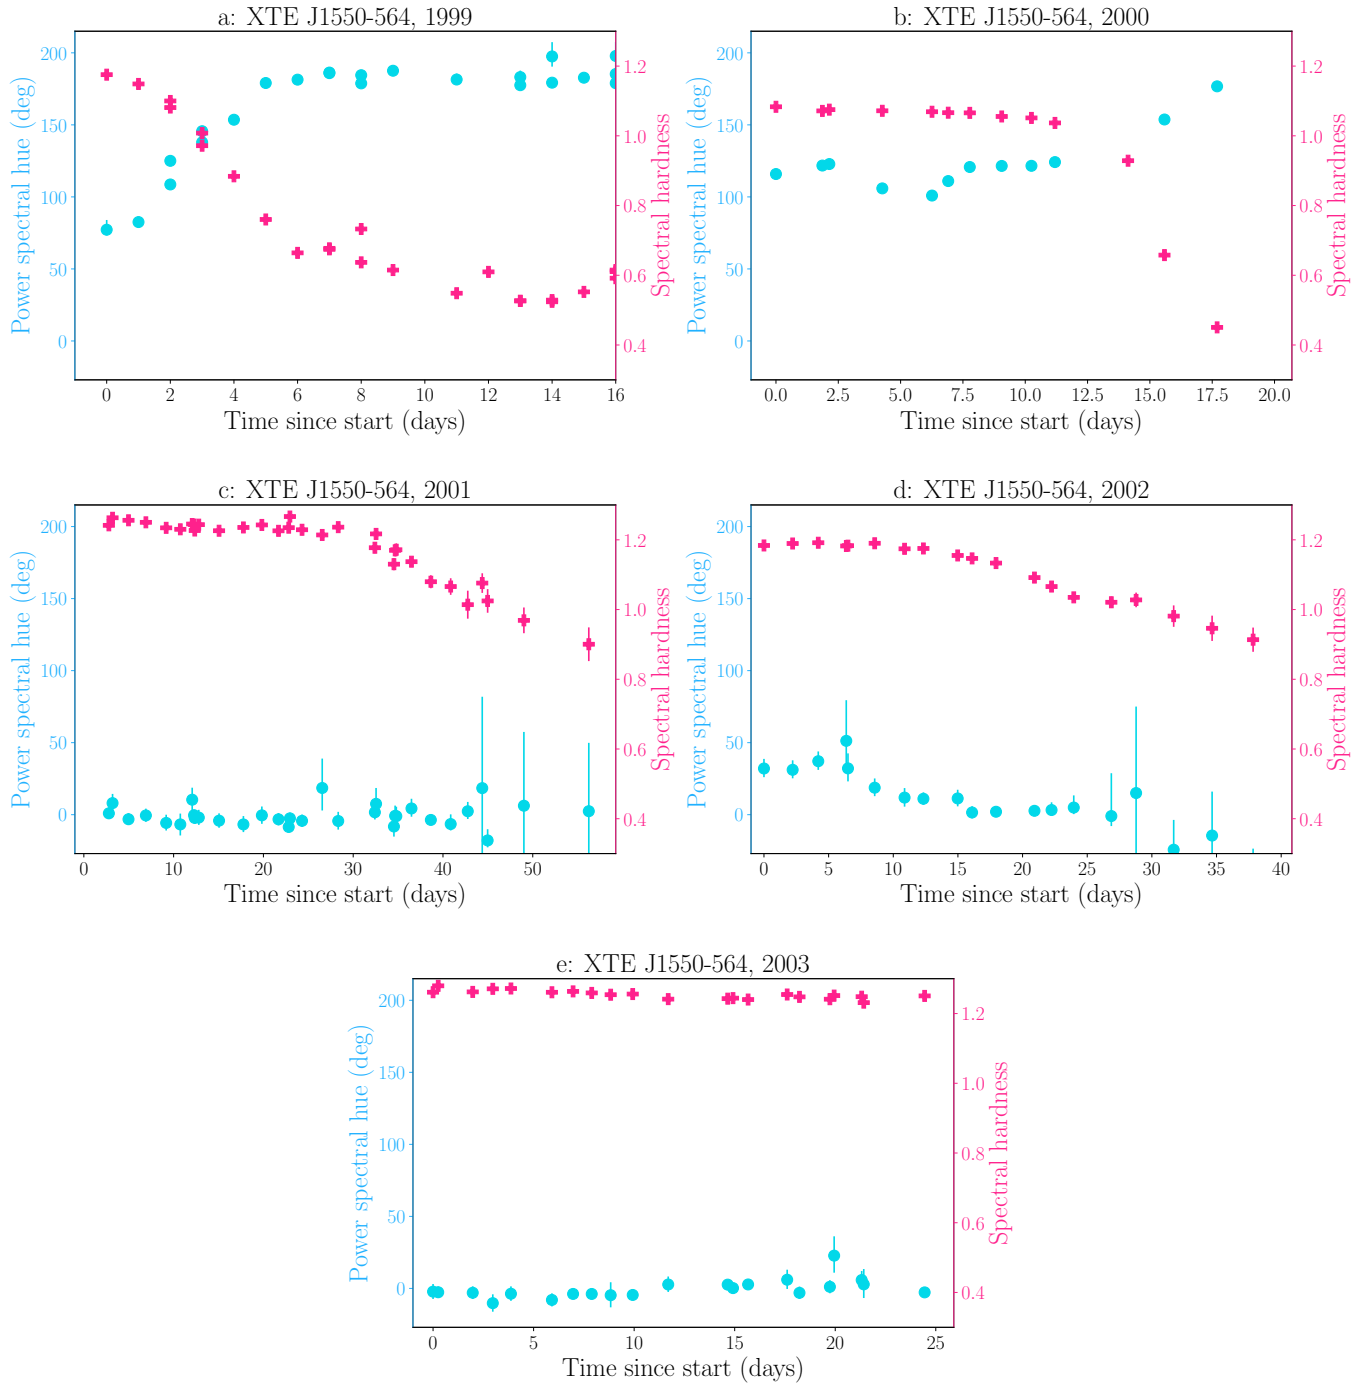 a: XTE J1550-564, 1999
Power spectral hue (deg)
200
150
100
50
0
1.2
1.0
0.8
0.6
0.4
Spectral hardness
0 2 4 6 8 10 12 14 16
Time since start (days)
b: XTE J1550-564, 2000
Power spectral hue (deg)
200
150
100
50
0
1.2
1.0
0.8
0.6
0.4
Spectral hardness
0.0 2.5 5.0 7.5 10.0 12.5 15.0 17.5 20.0
Time since start (days)
c: XTE J1550-564, 2001
Power spectral hue (deg)
200
150
100
50
0
1.2
1.0
0.8
0.6
0.4
Spectral hardness
0 10 20 30 40 50
Time since start (days)
d: XTE J1550-564, 2002
Power spectral hue (deg)
200
150
100
50
0
1.2
1.0
0.8
0.6
0.4
Spectral hardness
0 5 10 15 20 25 30 35 40
Time since start (days)
e: XTE J1550-564, 2003
Power spectral hue (deg)
200
150
100
50
0
1.2
1.0
0.8
0.6
0.4
Spectral hardness
0 5 10 15 20 25
Time since start (days)